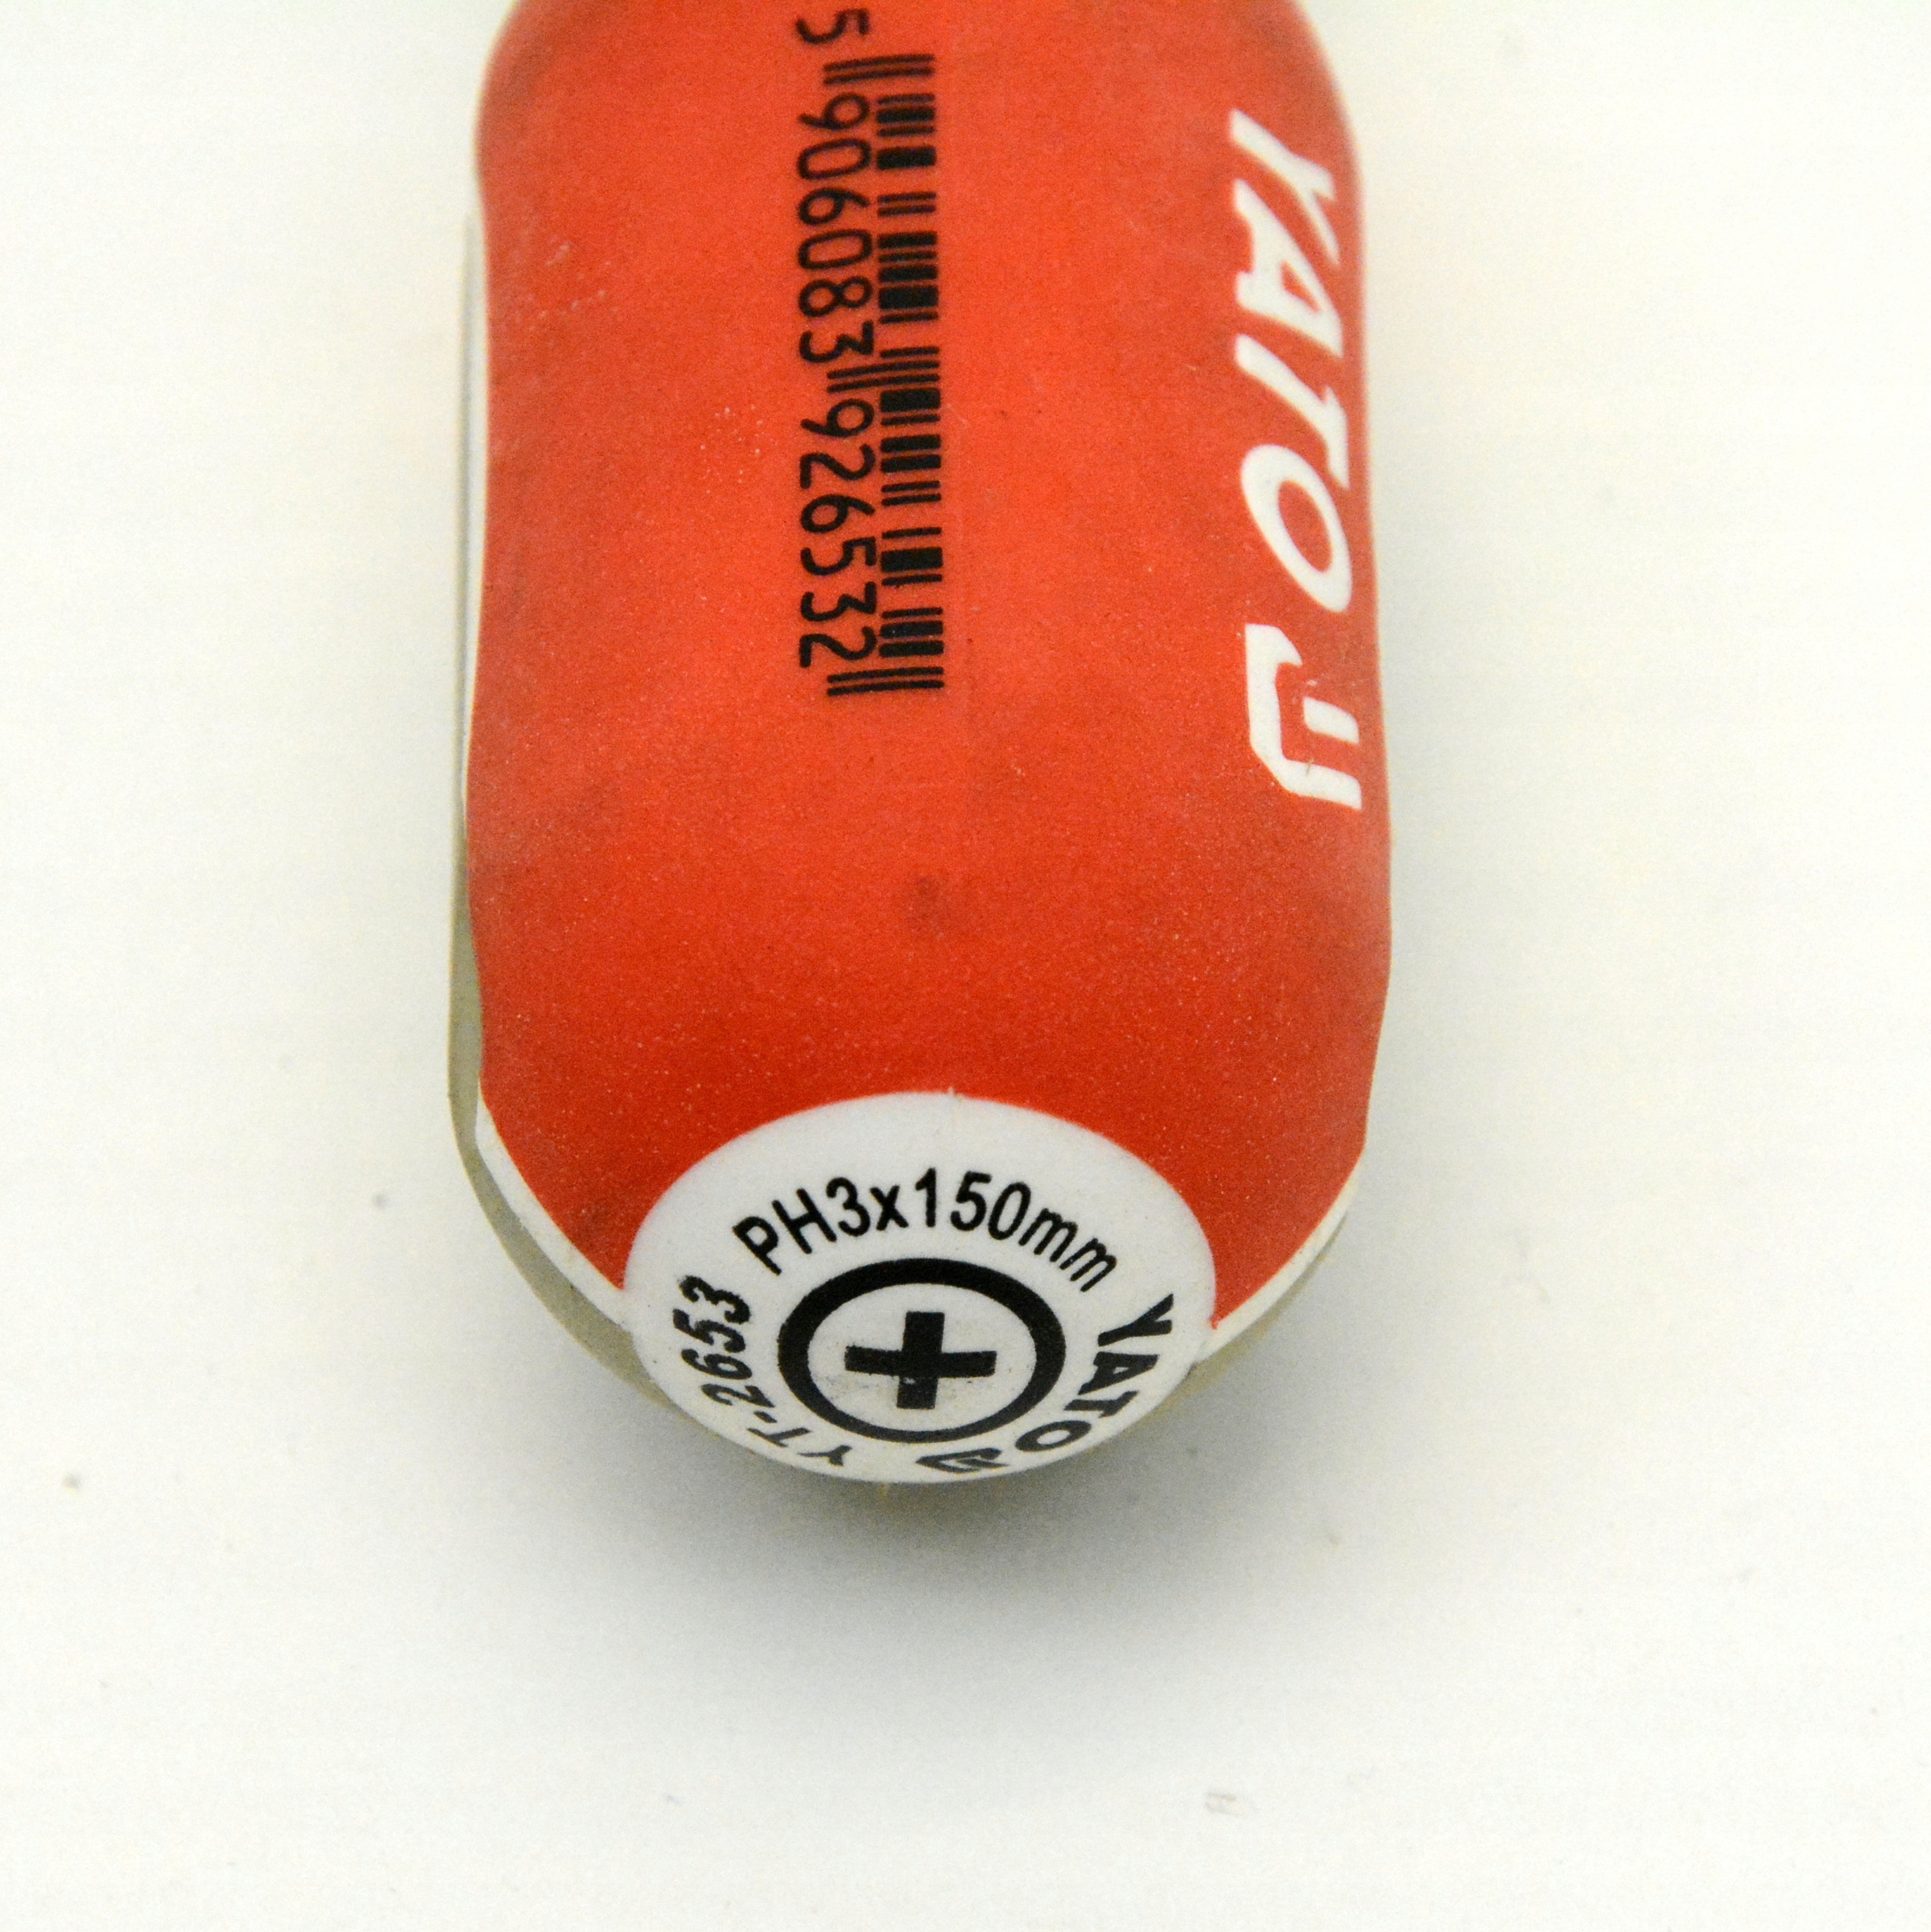 5 906083 926532
YATO
PH3x150mm
YATO
YT-2653